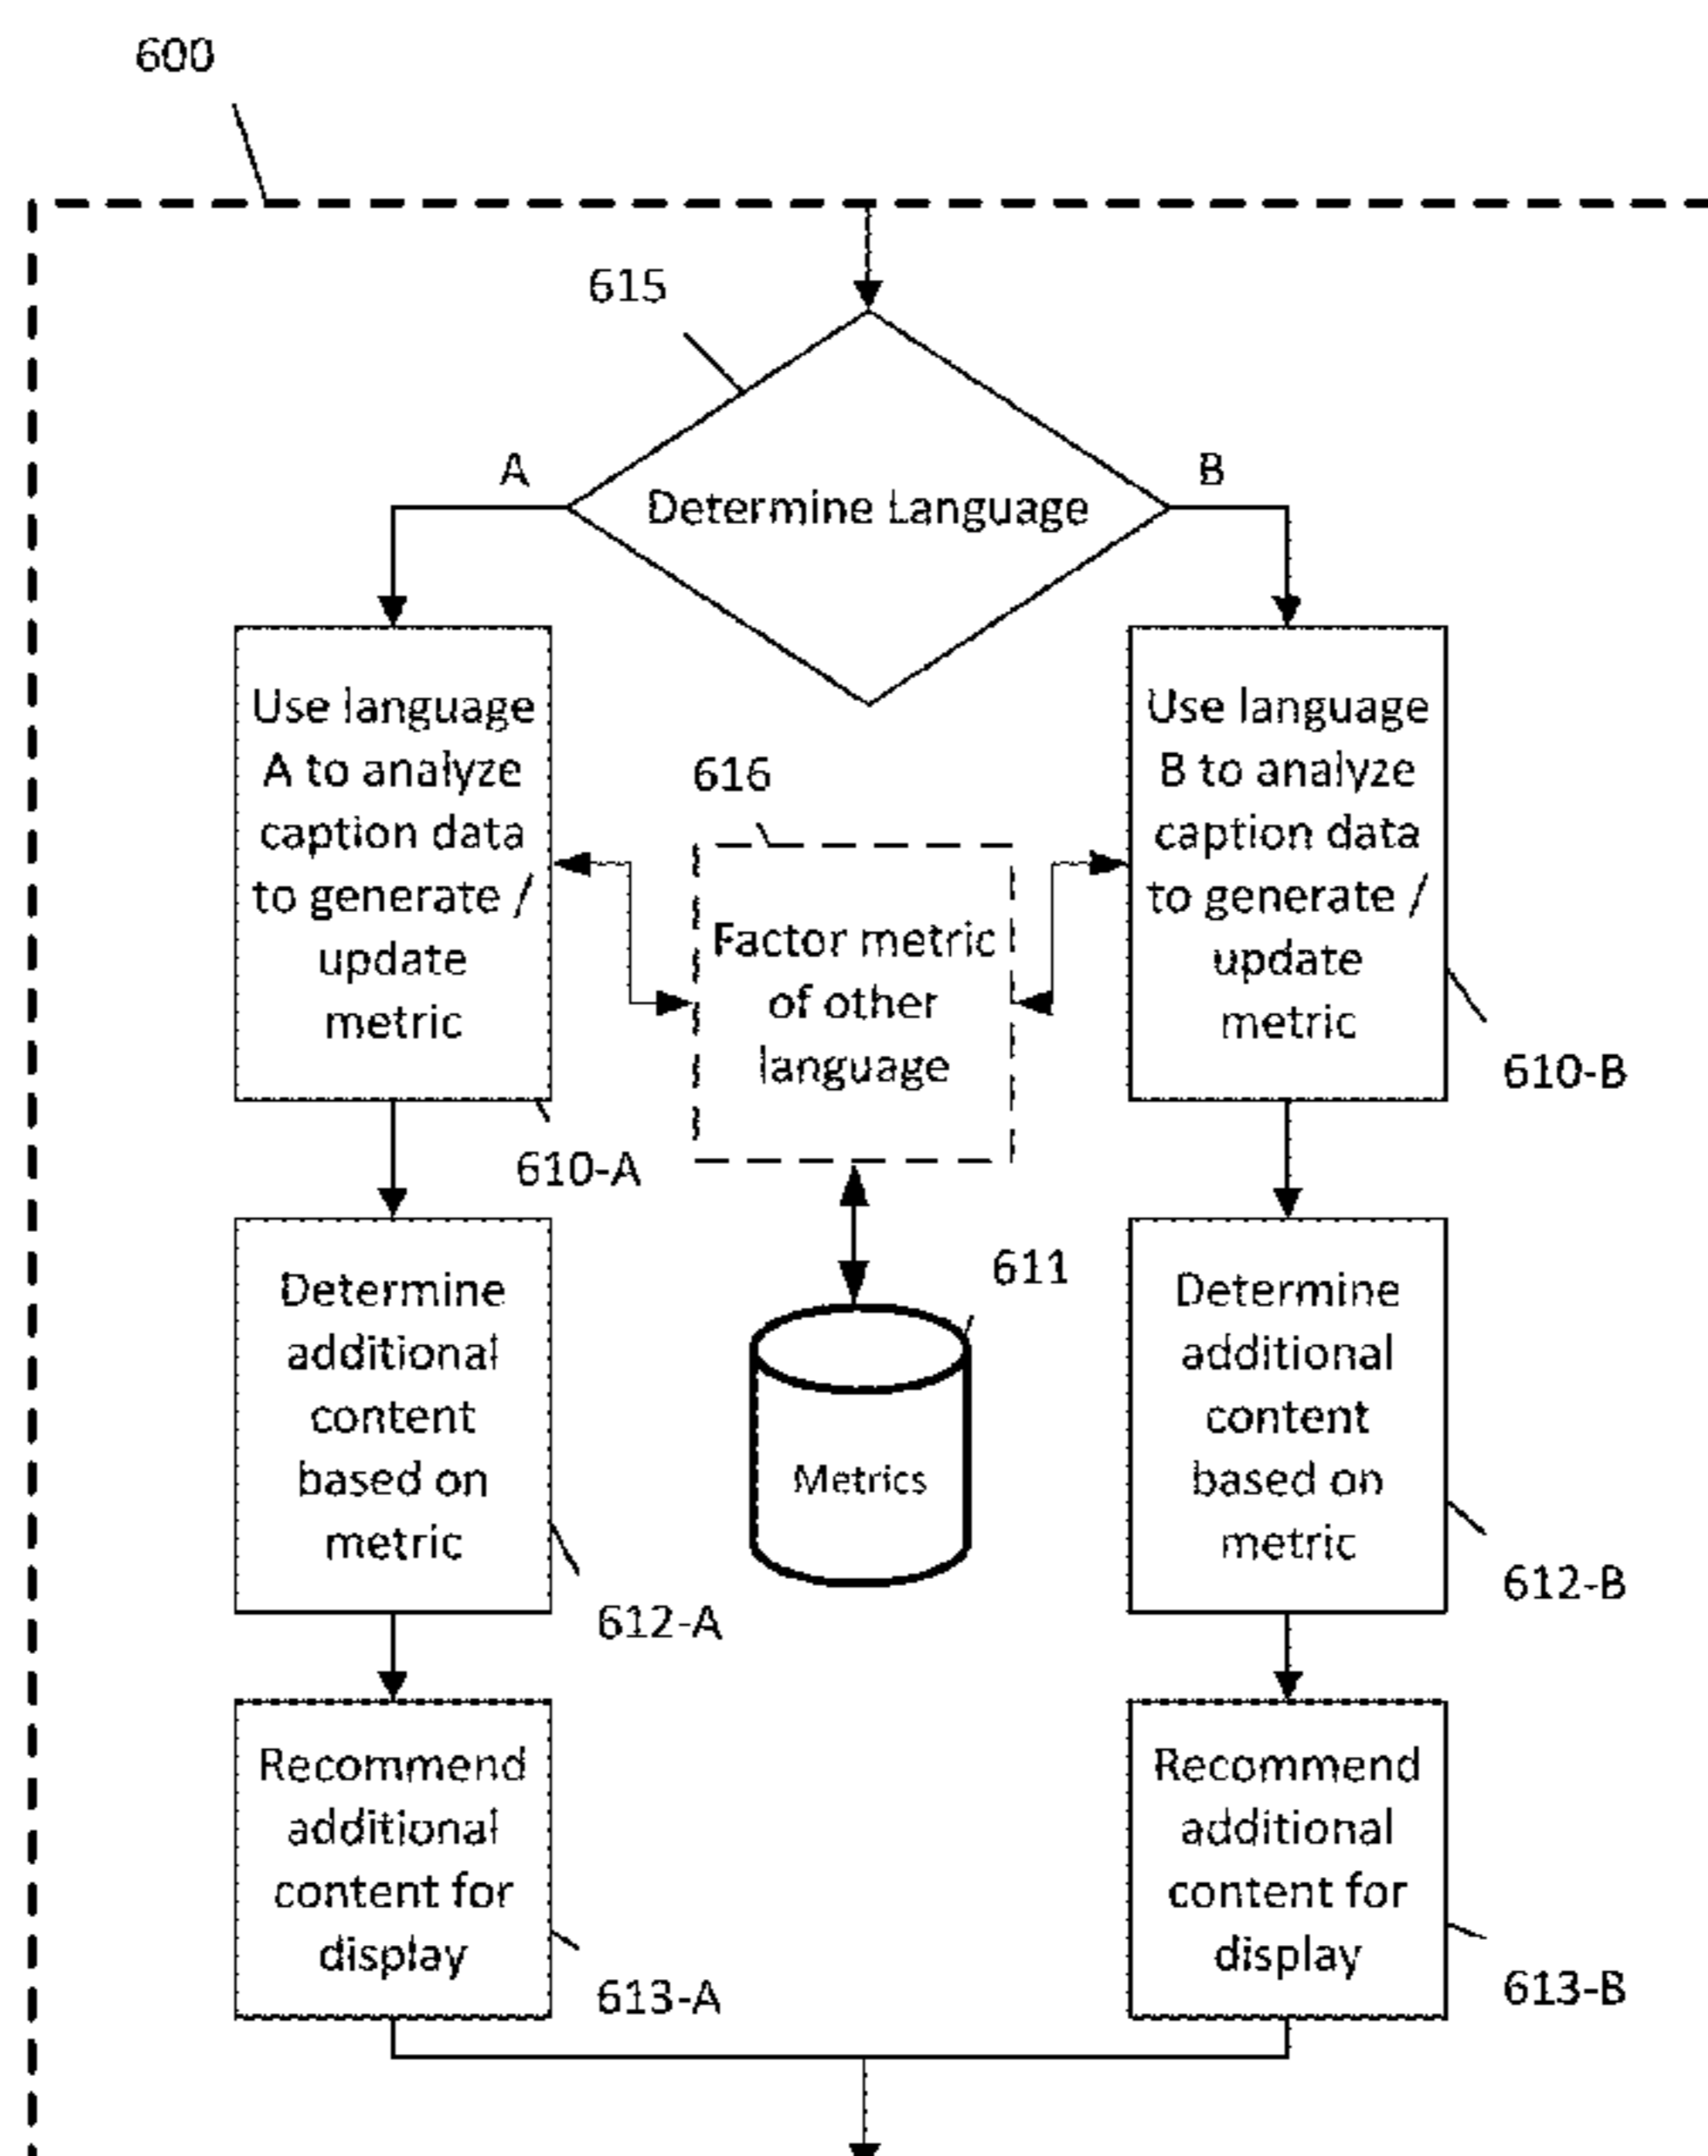 600
615
A
B
Determine Language
Use language
A to analyze
caption data
to generate /
update
metric
610-A
616
Factor metric
of other
language
Use language
B to analyze
caption data
to generate /
update
metric
610-B
Determine
additional
content
based on
metric
612-A
611
Metrics
Determine
additional
content
based on
metric
612-B
Recommend
additional
content for
display
613-A
Recommend
additional
content for
display
613-B